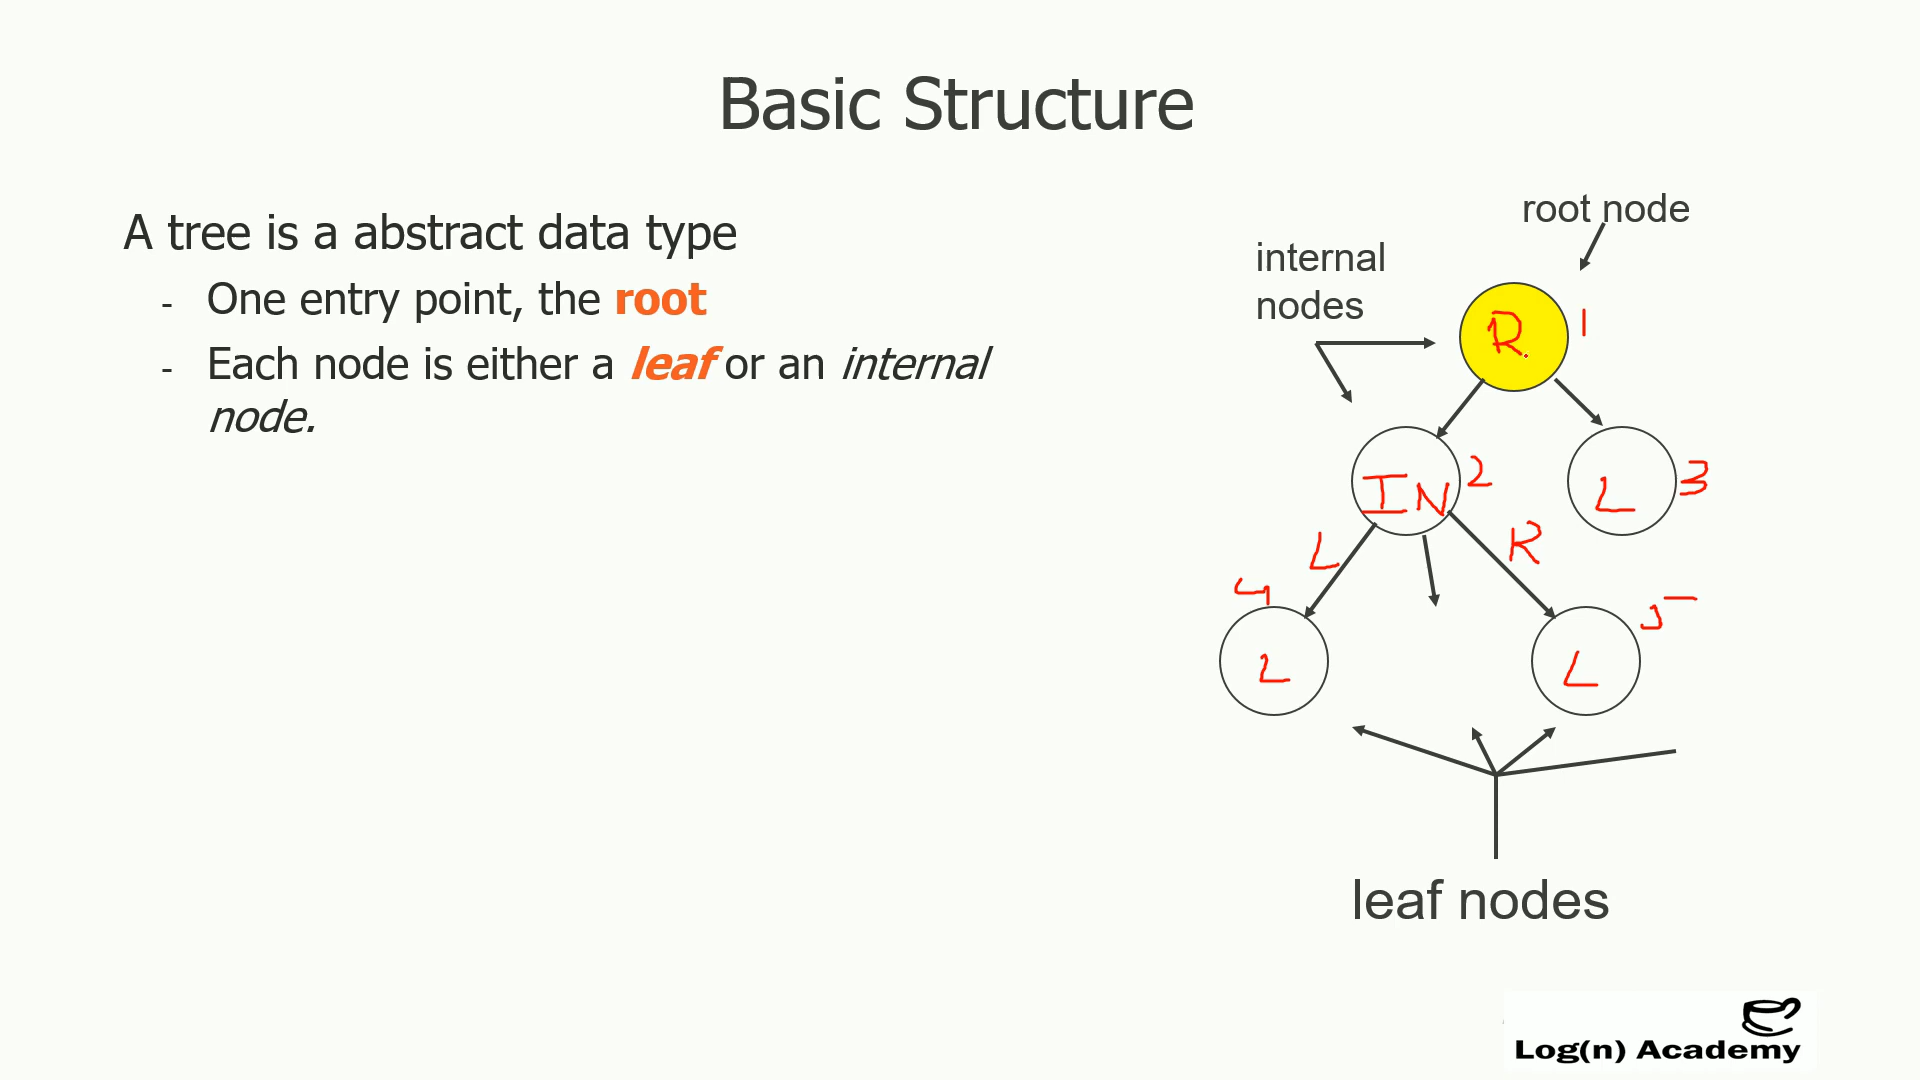 Basic Structure
A tree is a abstract data type
- One entry point, the root
- Each node is either a leaf or an internal
node.
root node
internal
nodes
R 1
IN 2
L 3
L
R
4
5
L
L
leaf nodes
Log(n) Academy